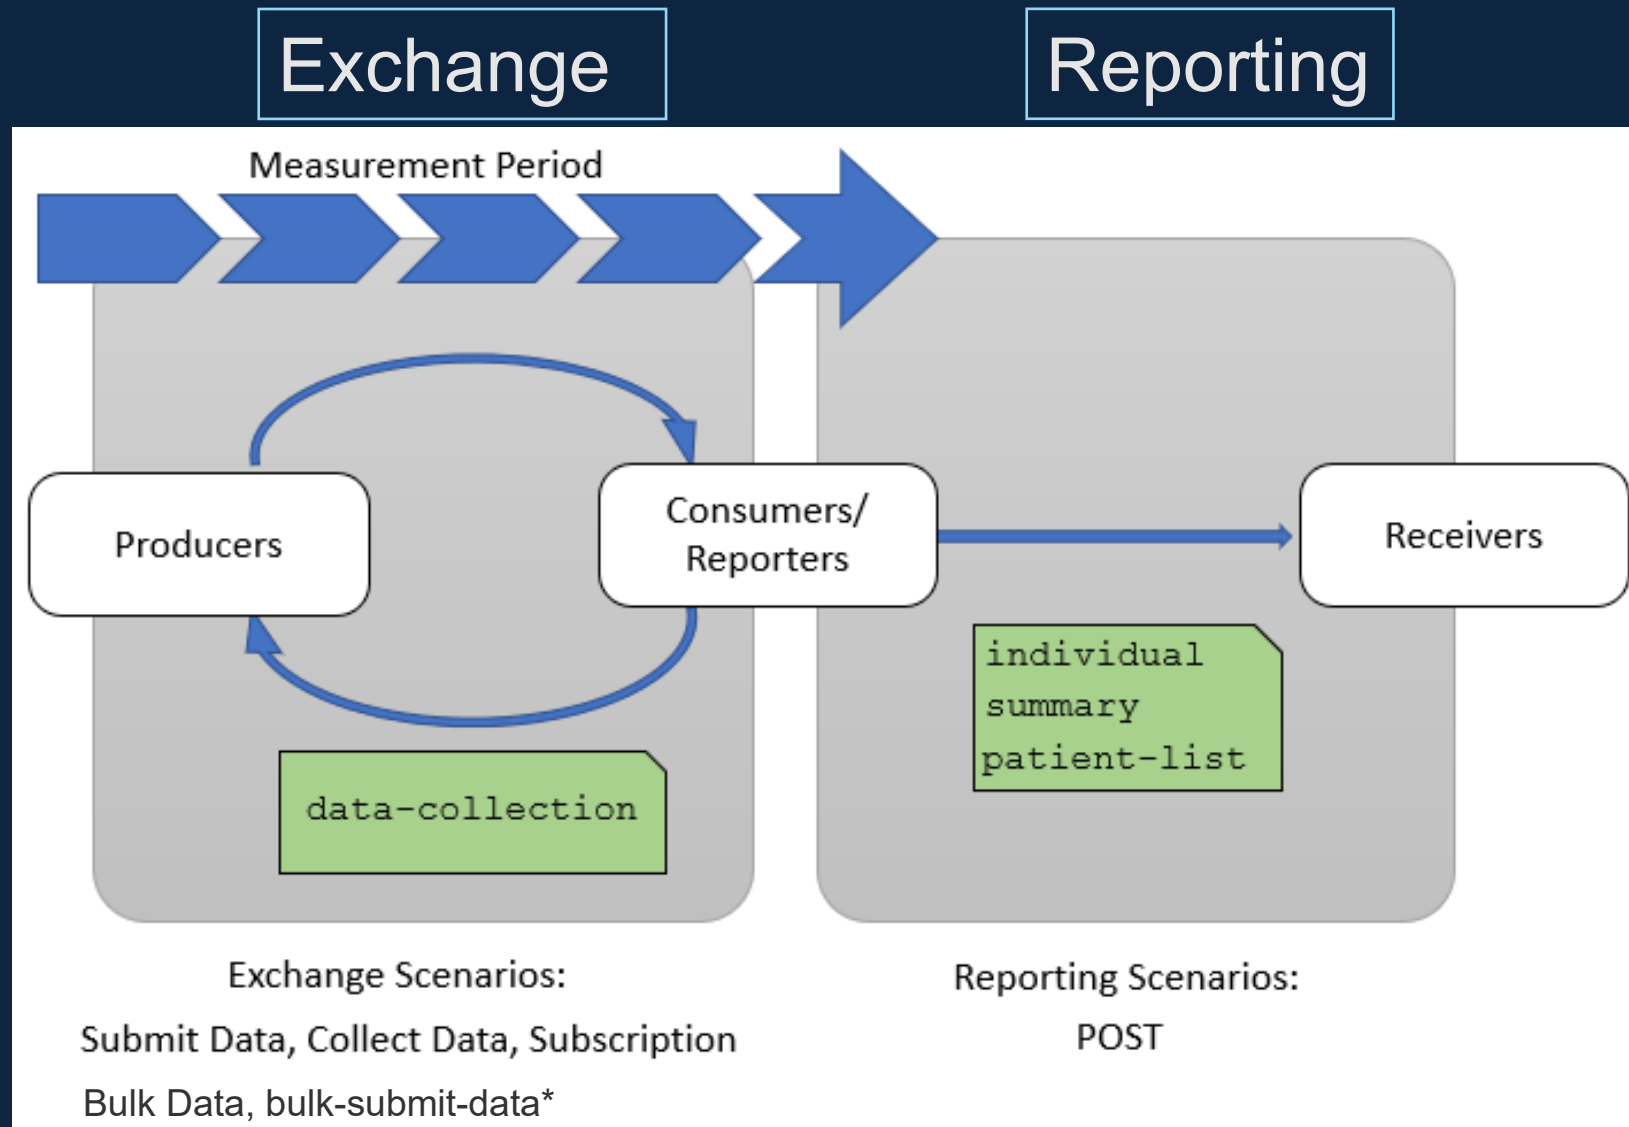 Exchange
Reporting
Measurement Period
Producers
Consumers/
Reporters
Receivers
individual
summary
patient-list
data-collection
Exchange Scenarios:
Submit Data, Collect Data, Subscription
Bulk Data, bulk-submit-data*
Reporting Scenarios:
POST